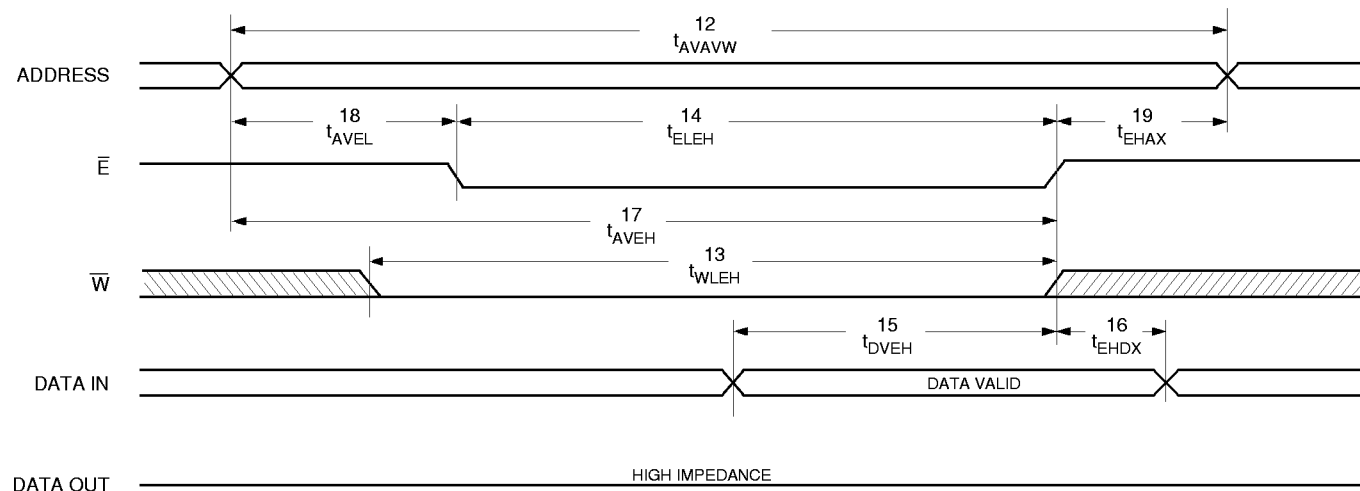 12
tAVAVW
ADDRESS
18
tAVEL
14
tELEH
19
tEHAX
E̅
17
tAVEH
13
tWLEH
W̅
15
tDVEH
16
tEHDX
DATA IN
DATA VALID
HIGH IMPEDANCE
DATA OUT